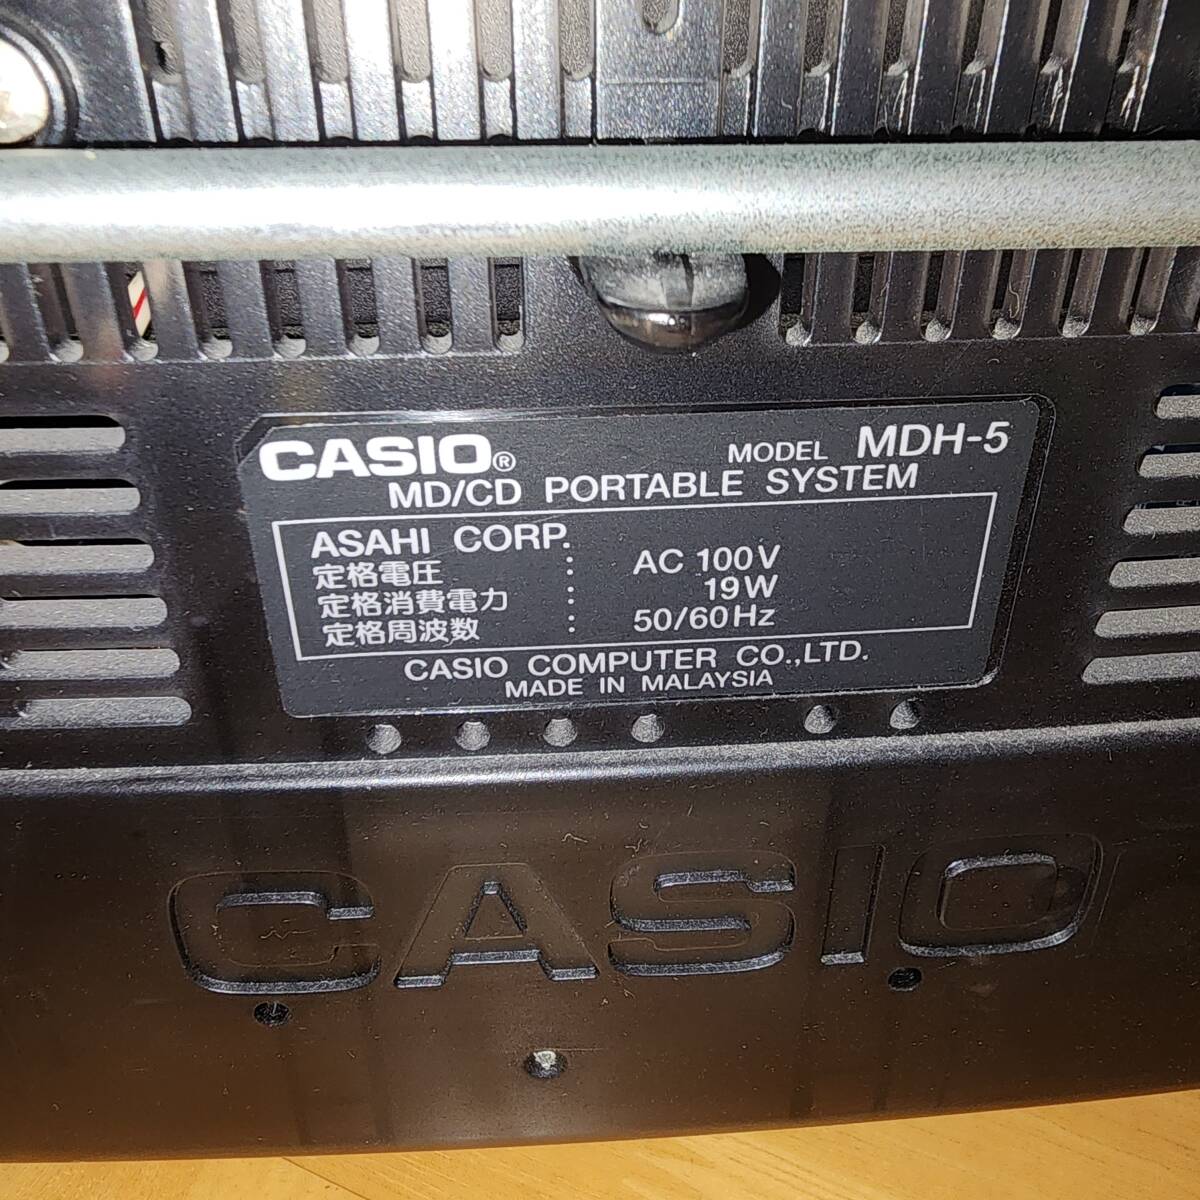 CASIO® MODEL MDH-5
MD/CD PORTABLE SYSTEM
ASAHI CORP.
定格電圧 : AC 100V
定格消費電力 : 19W
定格周波数 : 50/60Hz
CASIO COMPUTER CO.,LTD.
MADE IN MALAYSIA
CASIO